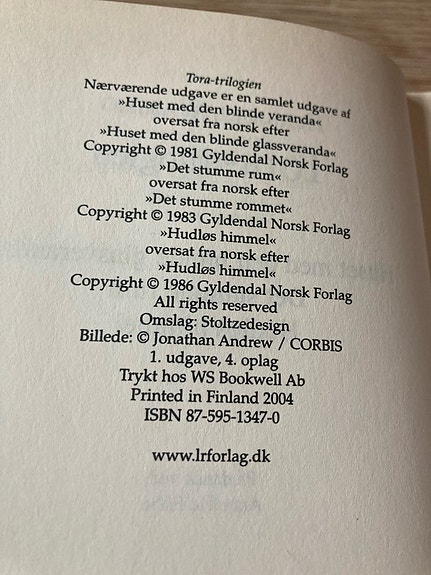 Tora-trilogien
Nærværende udgave er en samlet udgave af
»Huset med den blinde veranda«
oversat fra norsk efter
»Huset med den blinde glassveranda«
Copyright © 1981 Gyldendal Norsk Forlag
»Det stumme rum«
oversat fra norsk efter
»Det stumme rommet«
Copyright © 1983 Gyldendal Norsk Forlag
»Hudløs himmel«
oversat fra norsk efter
»Hudløs himmel«
Copyright © 1986 Gyldendal Norsk Forlag
All rights reserved
Omslag: Stoltzedesign
Billede: © Jonathan Andrew / CORBIS
1. udgave, 4. oplag
Trykt hos WS Bookwell Ab
Printed in Finland 2004
ISBN 87-595-1347-0
www.lrforlag.dk